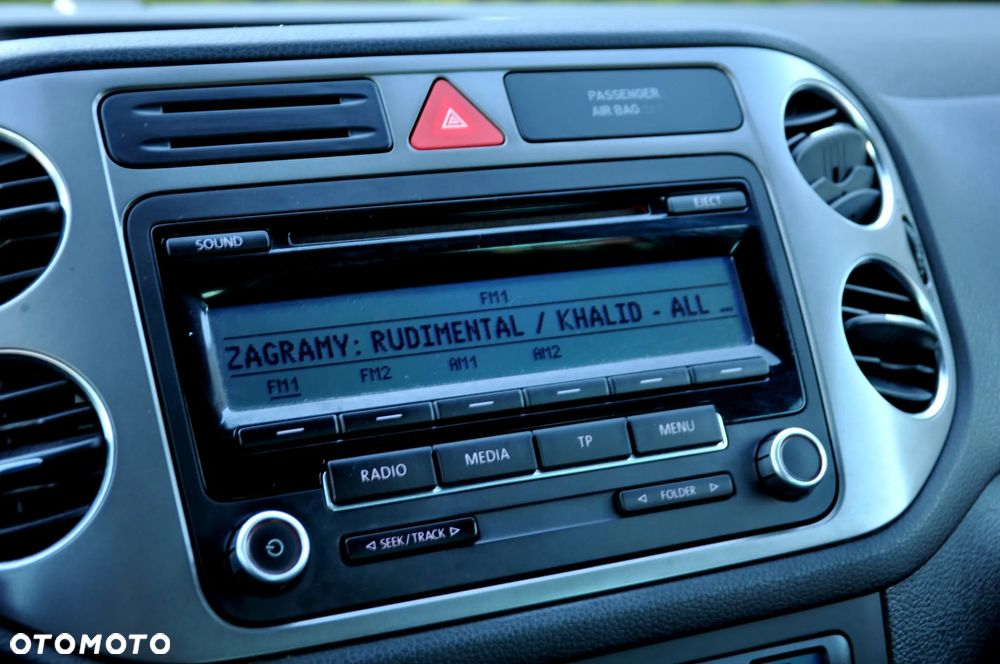 PASSENGER
AIR BAG
EJECT
SOUND
FM1
ZAGRAMY: RUDIMENTAL / KHALID - ALL ...
FM1 FM2 AM1 AM2
RADIO MEDIA TP MENU
SEEK / TRACK
FOLDER
OTOMOTO